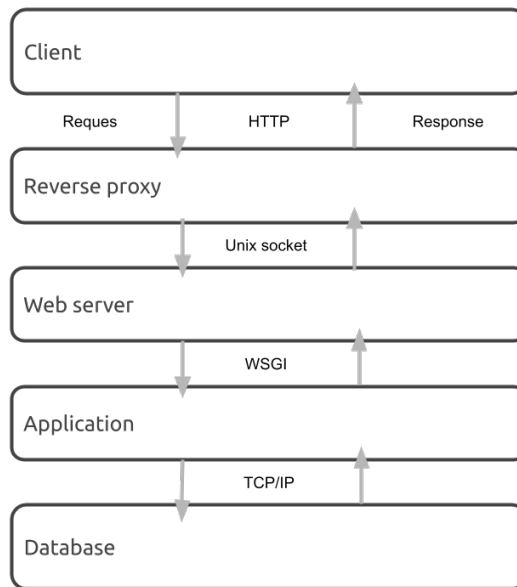 Client
Reques HTTP Response
Reverse proxy
Unix socket
Web server
WSGI
Application
TCP/IP
Database